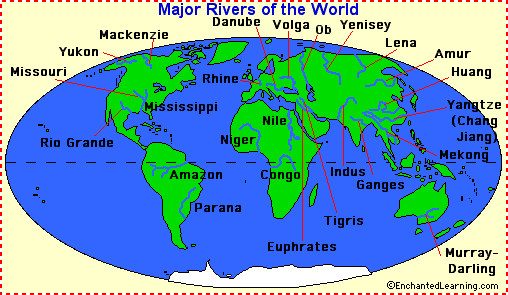 Major Rivers of the World
Danube
Volga
Ob
Yenisey
Mackenzie
Yukon
Lena
Amur
Missouri
Rhine
Huang
Mississippi
Yangtze
(Chang
Jiang)
Nile
Rio Grande
Niger
Mekong
Amazon
Congo
Indus
Ganges
Parana
Tigris
Euphrates
Murray-
Darling
©EnchantedLearning.com